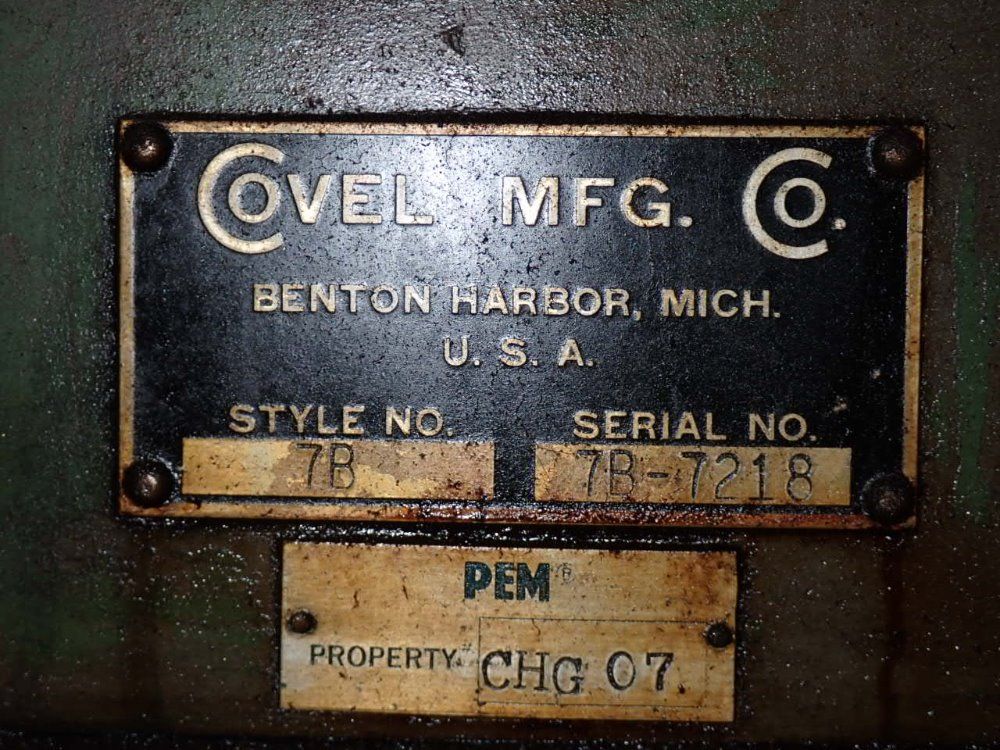 COVEL MFG. CO.
BENTON HARBOR, MICH.
U. S. A.
STYLE NO. SERIAL NO.
7B 7B-7218
PEM®
PROPERTY# CHG 07